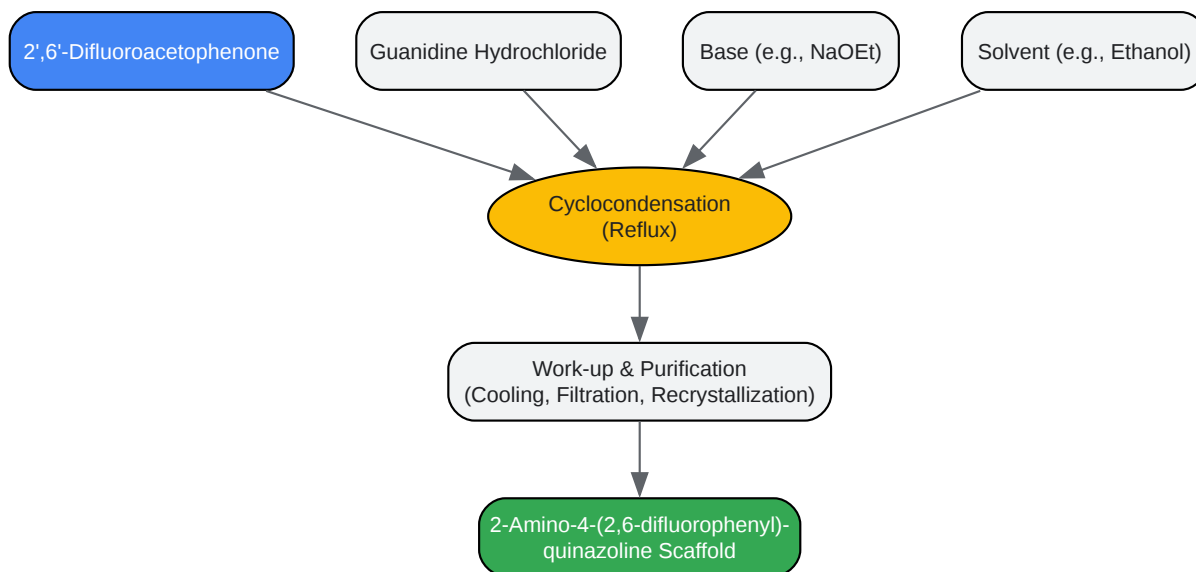 2',6'-Difluoroacetophenone
Guanidine Hydrochloride
Base (e.g., NaOEt)
Solvent (e.g., Ethanol)
Cyclocondensation
(Reflux)
Work-up & Purification
(Cooling, Filtration, Recrystallization)
2-Amino-4-(2,6-difluorophenyl)-
quinazoline Scaffold